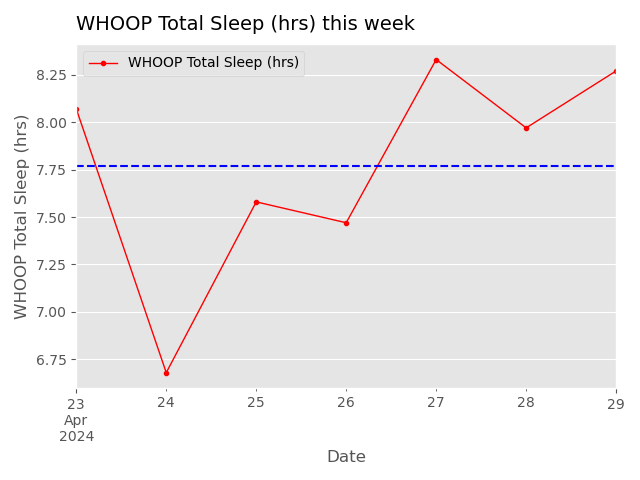 WHOOP Total Sleep (hrs) this week
WHOOP Total Sleep (hrs)
WHOOP Total Sleep (hrs)
8.25
8.00
7.75
7.50
7.25
7.00
6.75
23 24 25 26 27 28 29
Apr
2024
Date